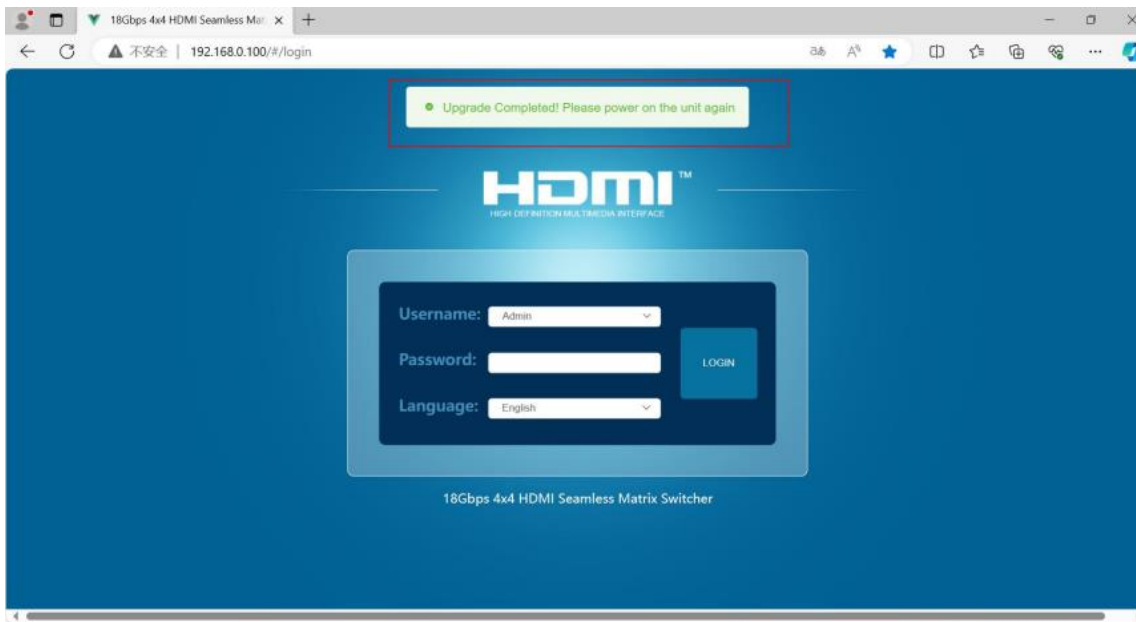 18Gbps 4x4 HDMI Seamless Mat
不安全 | 192.168.0.100/#/login
Upgrade Completed! Please power on the unit again
HDMI™
HIGH DEFINITION MULTIMEDIA INTERFACE
Username: Admin
Password:
LOGIN
Language: English
18Gbps 4x4 HDMI Seamless Matrix Switcher